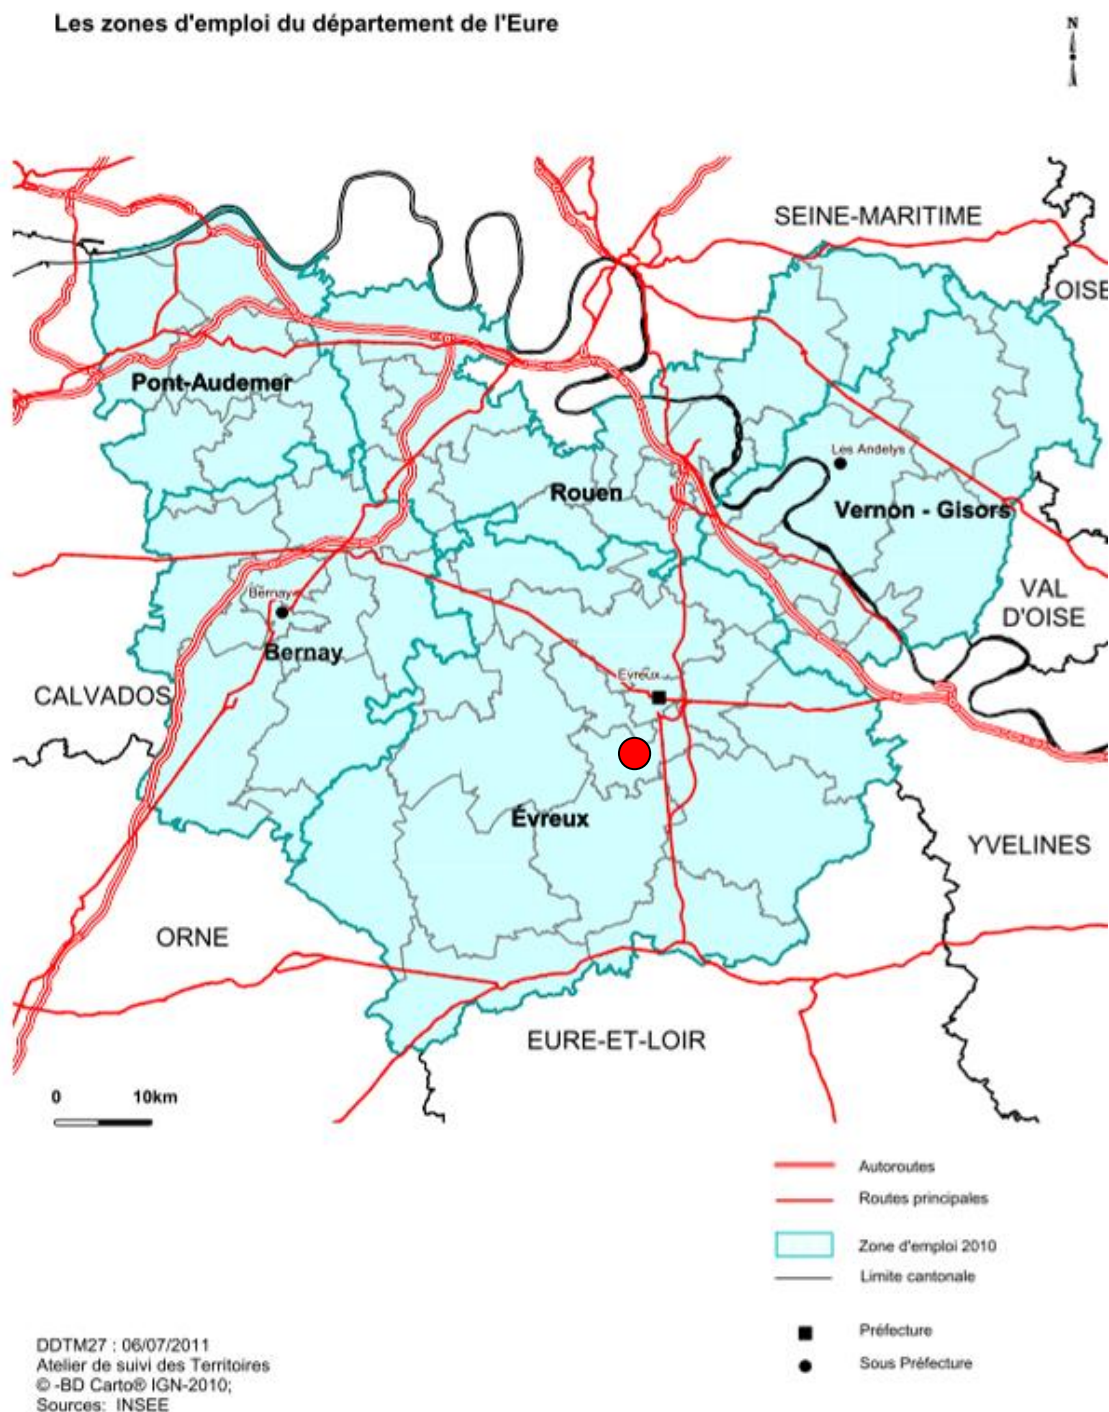 Les zones d'emploi du département de l'Eure
N
SEINE-MARITIME
OISE
Pont-Audemer
Les Andelys
Rouen
Vernon - Gisors
Bernay
VAL
D'OISE
Bernay
Evreux
CALVADOS
Évreux
YVELINES
ORNE
EURE-ET-LOIR
0 10km
Autoroutes
Routes principales
Zone d'emploi 2010
Limite cantonale
Préfecture
Sous Préfecture
DDTM27 : 06/07/2011
Atelier de suivi des Territoires
© -BD Carto® IGN-2010;
Sources: INSEE